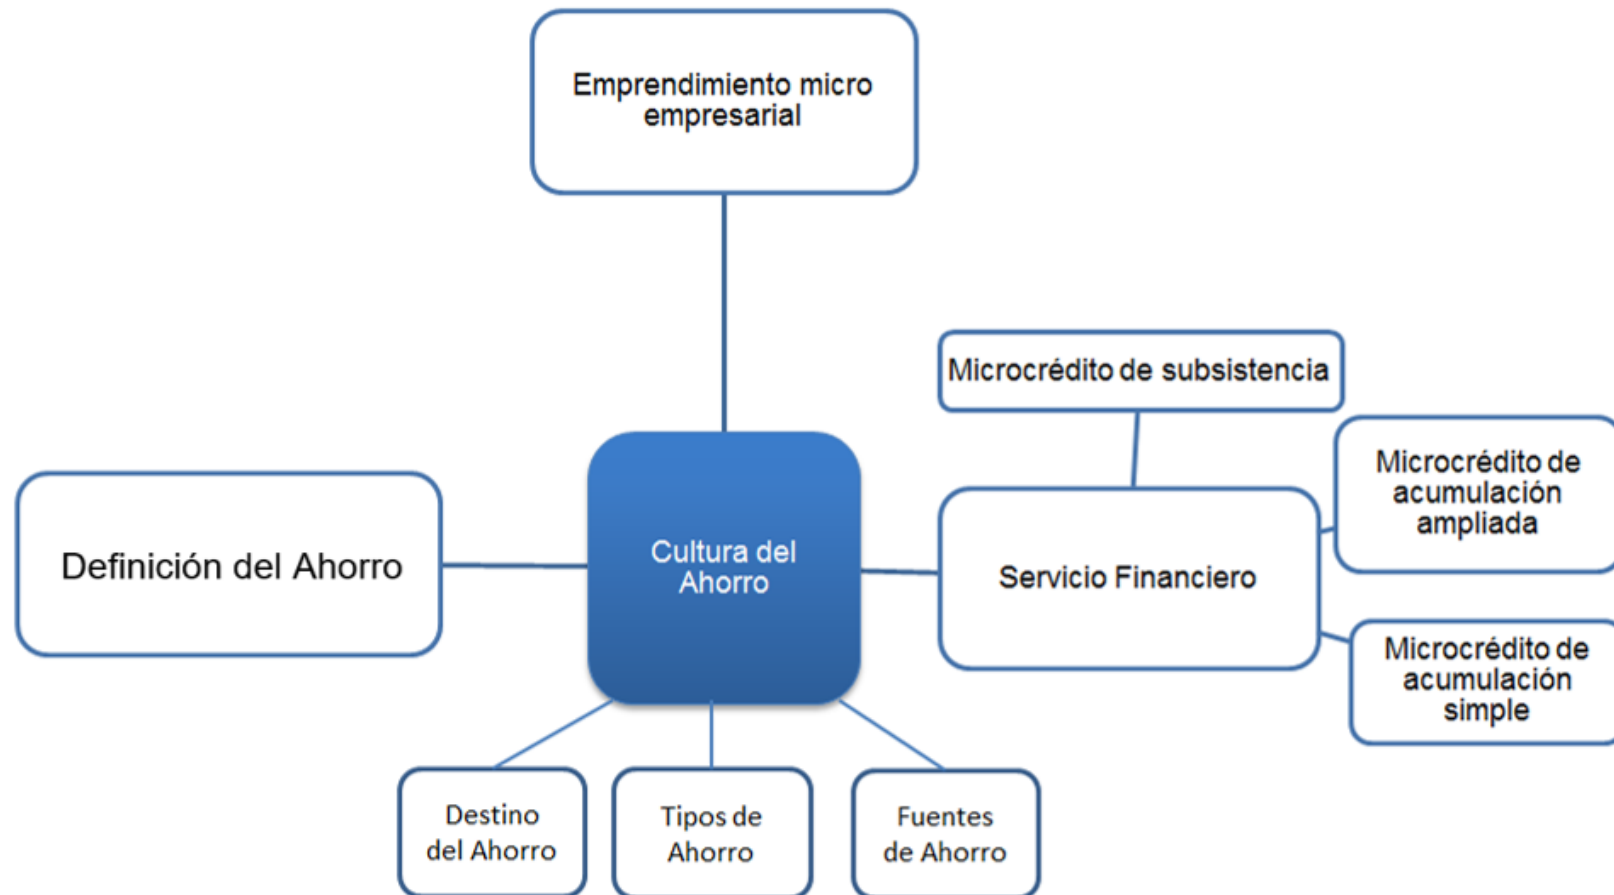 Emprendimiento micro
empresarial
Microcrédito de subsistencia
Microcrédito de
acumulación
ampliada
Definición del Ahorro
Cultura del
Ahorro
Servicio Financiero
Microcrédito de
acumulación
simple
Destino
del Ahorro
Tipos de
Ahorro
Fuentes
de Ahorro